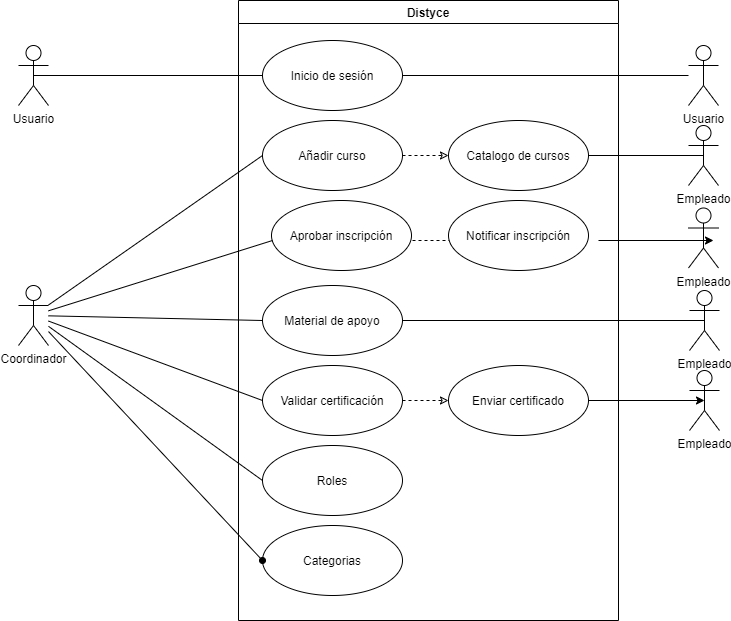 Distyce
Inicio de sesión
Usuario
Usuario
Añadir curso
Catalogo de cursos
Empleado
Aprobar inscripción
Notificar inscripción
Empleado
Material de apoyo
Coordinador
Empleado
Validar certificación
Enviar certificado
Empleado
Roles
Categorias